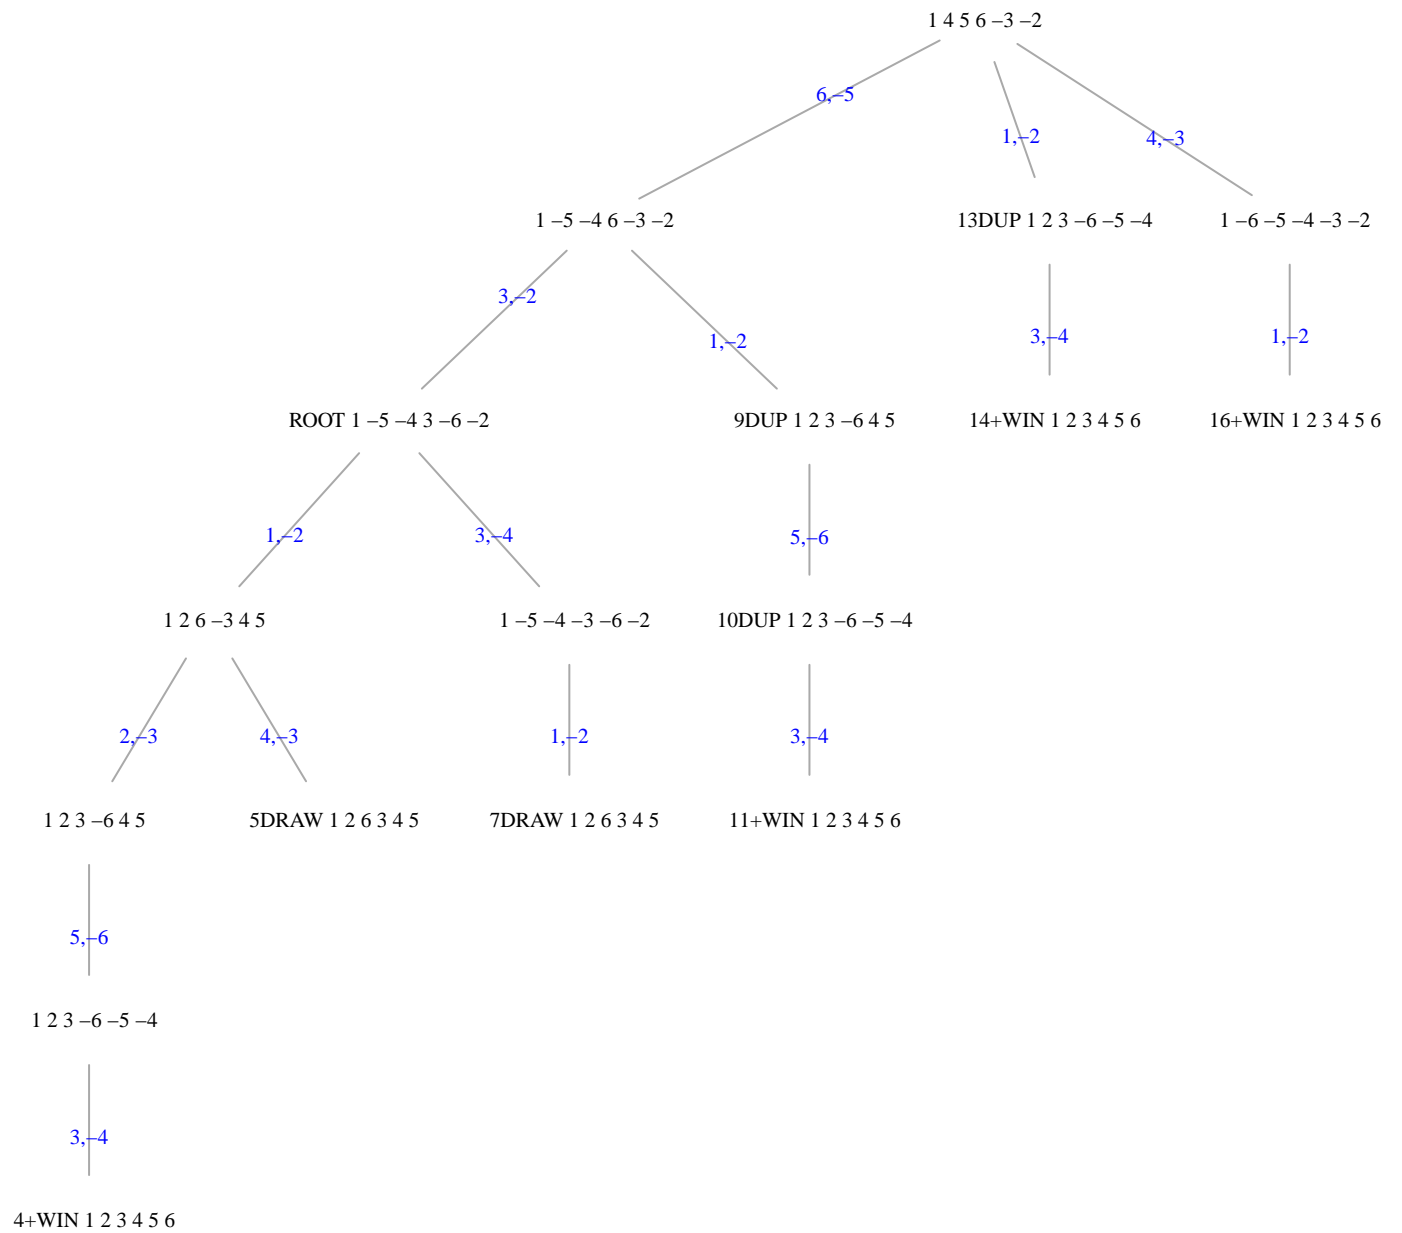 1 4 5 6 –3 –2
6,–5
1,–2
4,–3
1 –5 –4 6 –3 –2
13DUP 1 2 3 –6 –5 –4
1 –6 –5 –4 –3 –2
3,–2
1,–2
3,–4
1,–2
ROOT 1 –5 –4 3 –6 –2
9DUP 1 2 3 –6 4 5
14+WIN 1 2 3 4 5 6
16+WIN 1 2 3 4 5 6
1,–2
3,–4
5,–6
1 2 6 –3 4 5
1 –5 –4 –3 –6 –2
10DUP 1 2 3 –6 –5 –4
2,–3
4,–3
1,–2
3,–4
1 2 3 –6 4 5
5DRAW 1 2 6 3 4 5
7DRAW 1 2 6 3 4 5
11+WIN 1 2 3 4 5 6
5,–6
1 2 3 –6 –5 –4
3,–4
4+WIN 1 2 3 4 5 6